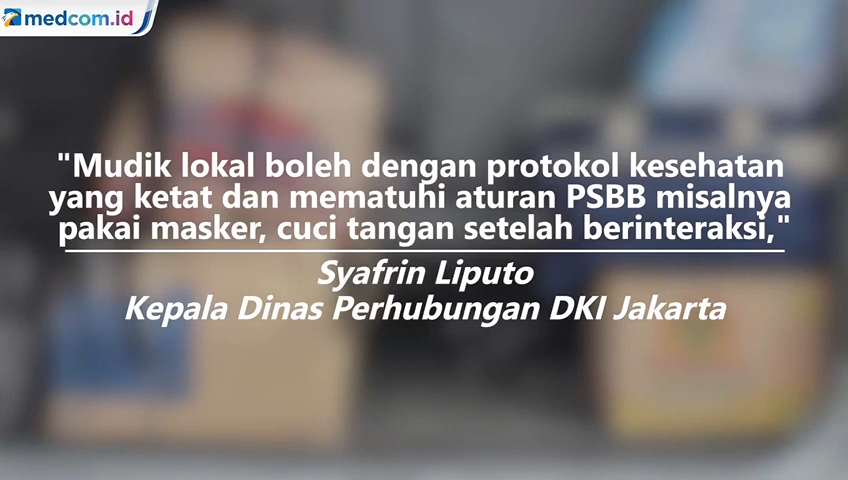 medcom.id
"Mudik lokal boleh dengan protokol kesehatan
yang ketat dan mematuhi aturan PSBB misalnya
pakai masker, cuci tangan setelah berinteraksi,"
Syafrin Liputo
Kepala Dinas Perhubungan DKI Jakarta